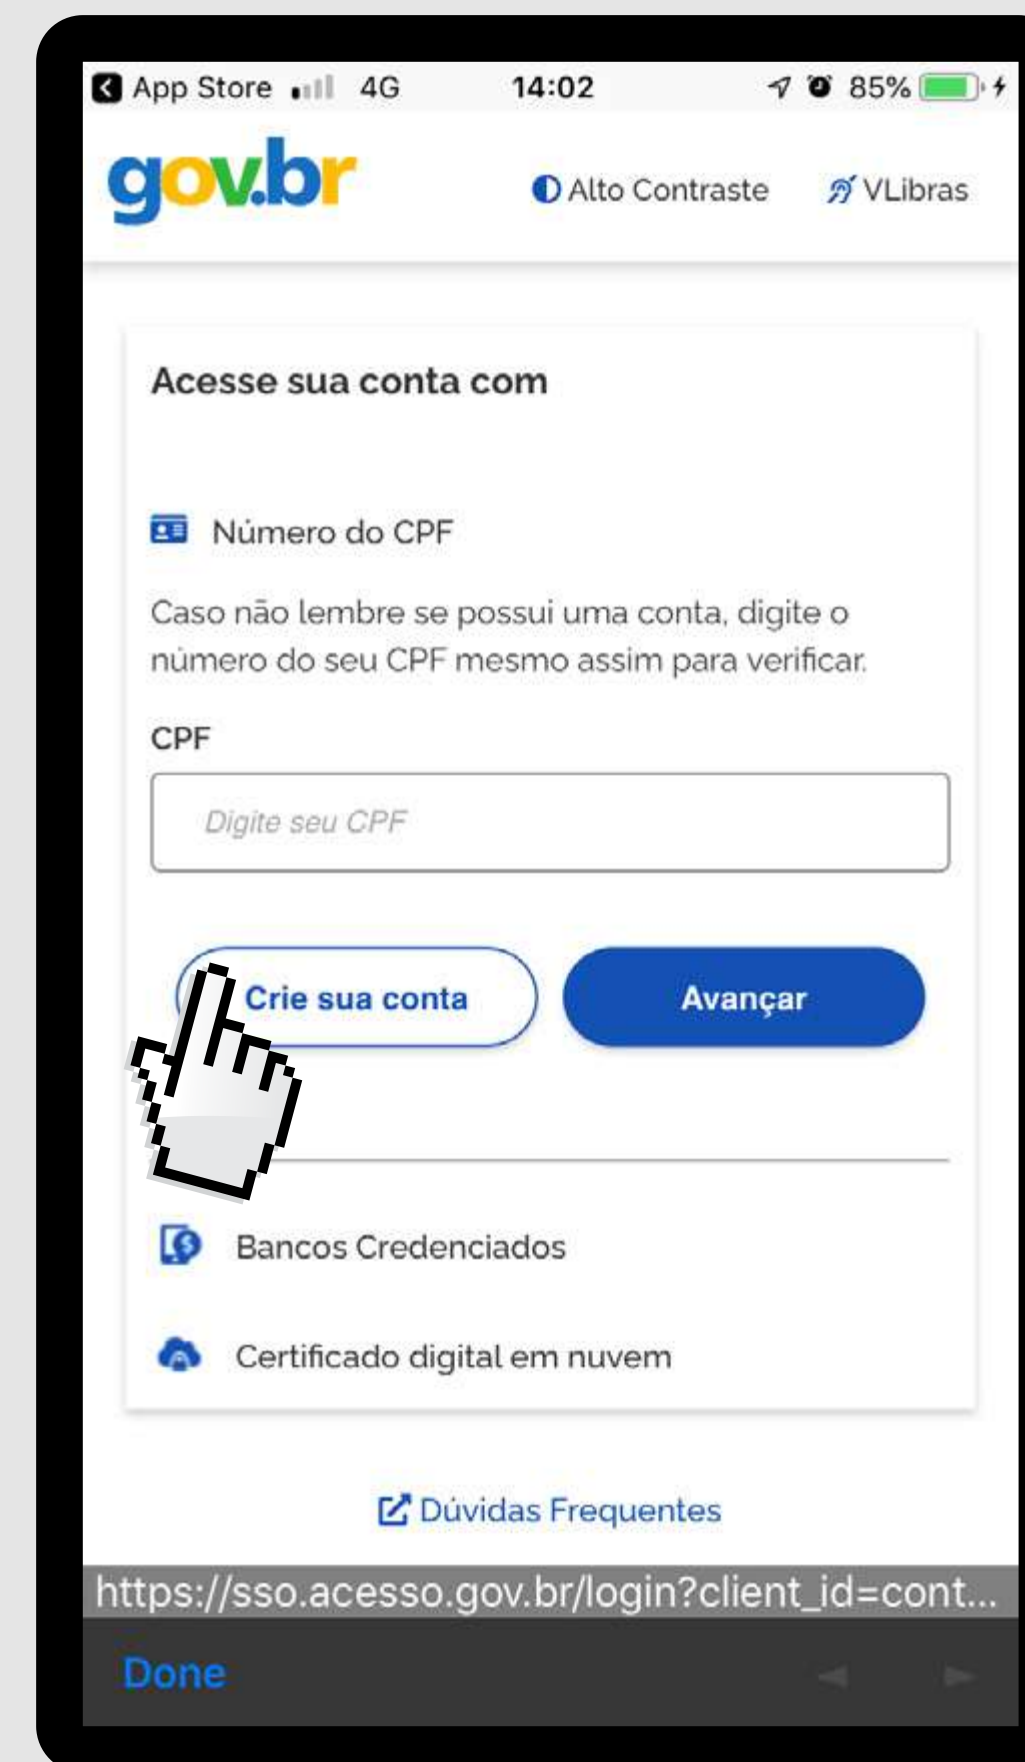 App Store 4G 14:02 85%
gov.br Alto Contraste VLibras
Acesse sua conta com
Número do CPF
Caso não lembre se possui uma conta, digite o
número do seu CPF mesmo assim para verificar.
CPF
Digite seu CPF
Crie sua conta Avançar
Bancos Credenciados
Certificado digital em nuvem
Dúvidas Frequentes
https://sso.acesso.gov.br/login?client_id=cont...
Done